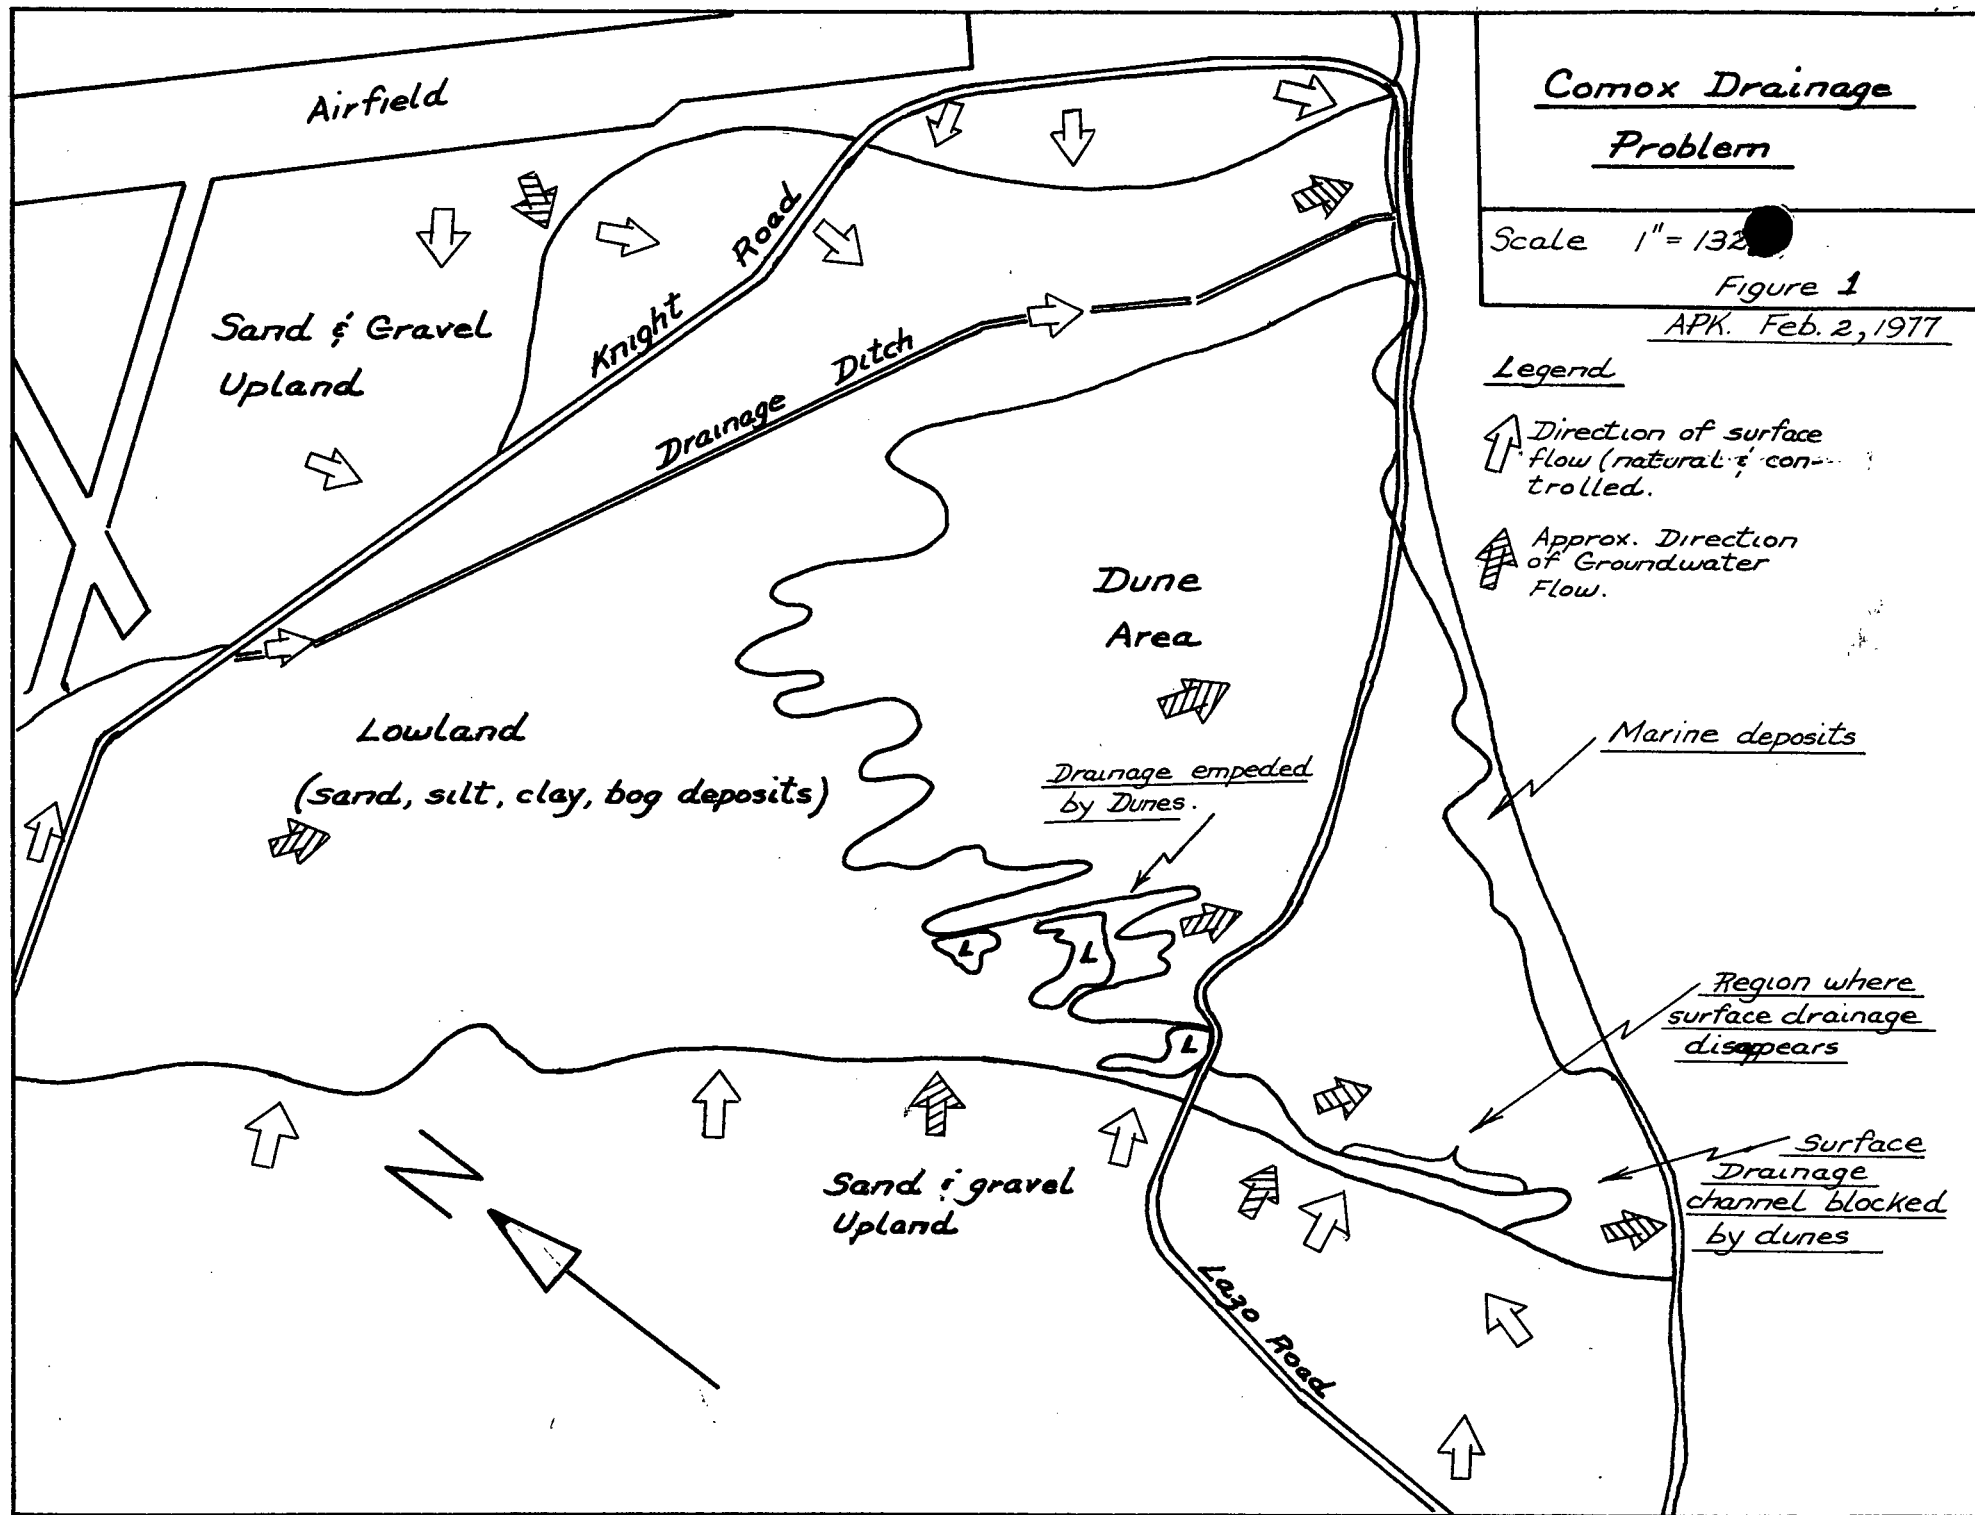 Comox Drainage
Problem
Scale 1" = 132
Figure 1
APK. Feb. 2, 1977
Legend
Direction of surface
flow (natural & con-
trolled.
Approx. Direction
of Groundwater
Flow.
Airfield
Sand & Gravel
Upland
Knight Road
Drainage Ditch
Dune
Area
Lowland
(sand, silt, clay, bog deposits)
Drainage empeded
by Dunes.
Marine deposits
L
L
L
Region where
surface drainage
disappears
Surface
Drainage
channel blocked
by dunes
Sand & gravel
Upland
N
Lazo Road